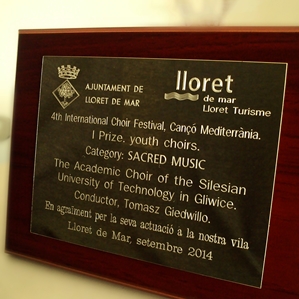 AJUNTAMENT DE
LLORET DE MAR
lloret
de mar
Lloret Turisme
4th International Choir Festival, Cançó Mediterrània.
I Prize, youth choirs.
Category: SACRED MUSIC
The Academic Choir of the Silesian
University of Technology in Gliwice.
Conductor, Tomasz Giedwillo.
En agraïment per la seva actuació a la nostra vila
Lloret de Mar, setembre 2014